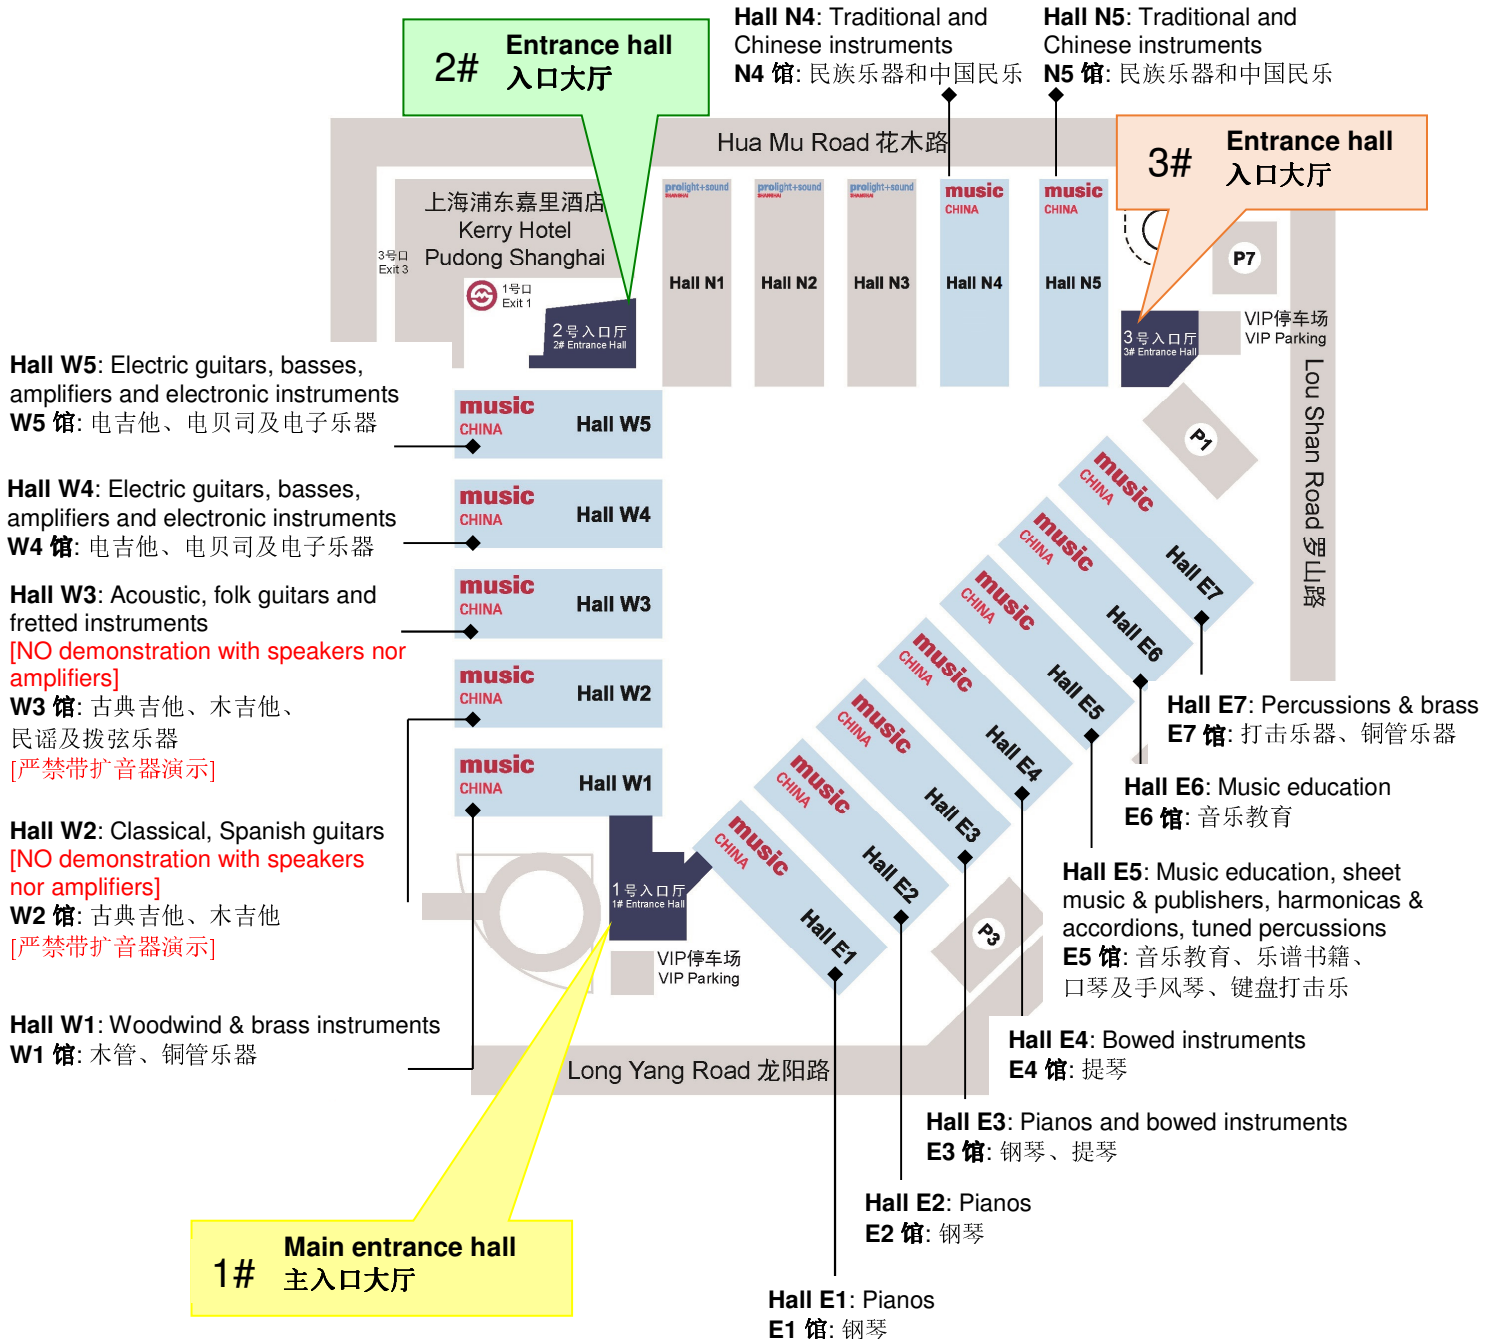 2#
Entrance hall
入口大厅
Hall N4: Traditional and
Chinese instruments
N4 馆: 民族乐器和中国民乐
Hall N5: Traditional and
Chinese instruments
N5 馆: 民族乐器和中国民乐
Hua Mu Road 花木路
3#
Entrance hall
入口大厅
上海浦东嘉里酒店
Kerry Hotel
Pudong Shanghai
3号口
Exit 3
1号口
Exit 1
2号入口厅
2# Entrance Hall
prolight+sound
SHANGHAI
Hall N1
prolight+sound
SHANGHAI
Hall N2
prolight+sound
SHANGHAI
Hall N3
music
CHINA
Hall N4
music
CHINA
Hall N5
P7
VIP停车场
VIP Parking
3号入口厅
3# Entrance Hall
Lou Shan Road 罗山路
P1
Hall W5: Electric guitars, basses,
amplifiers and electronic instruments
W5 馆: 电吉他、电贝司及电子乐器
music
CHINA
Hall W5
Hall W4: Electric guitars, basses,
amplifiers and electronic instruments
W4 馆: 电吉他、电贝司及电子乐器
music
CHINA
Hall W4
Hall W3: Acoustic, folk guitars and
fretted instruments
[NO demonstration with speakers nor
amplifiers]
W3 馆: 古典吉他、木吉他、
民谣及拨弦乐器
[严禁带扩音器演示]
music
CHINA
Hall W3
music
CHINA
Hall W2
Hall W2: Classical, Spanish guitars
[NO demonstration with speakers
nor amplifiers]
W2 馆: 古典吉他、木吉他
[严禁带扩音器演示]
music
CHINA
Hall W1
Hall W1: Woodwind & brass instruments
W1 馆: 木管、铜管乐器
1号入口厅
1# Entrance Hall
VIP停车场
VIP Parking
music
CHINA
Hall E7
music
CHINA
Hall E6
music
CHINA
Hall E5
music
CHINA
Hall E4
music
CHINA
Hall E3
music
CHINA
Hall E2
music
CHINA
Hall E1
P3
Hall E7: Percussions & brass
E7 馆: 打击乐器、铜管乐器
Hall E6: Music education
E6 馆: 音乐教育
Hall E5: Music education, sheet
music & publishers, harmonicas &
accordions, tuned percussions
E5 馆: 音乐教育、乐谱书籍、
口琴及手风琴、键盘打击乐
Hall E4: Bowed instruments
E4 馆: 提琴
Long Yang Road 龙阳路
Hall E3: Pianos and bowed instruments
E3 馆: 钢琴、提琴
Hall E2: Pianos
E2 馆: 钢琴
1#
Main entrance hall
主入口大厅
Hall E1: Pianos
E1 馆: 钢琴